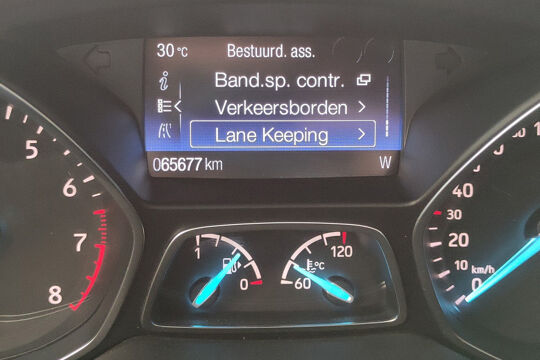 30 °C Bestuurd. ass.
Band.sp. contr.
Verkeersborden
Lane Keeping
065677 km W
5
6
7
8
1 0
60 °C 120
40
30
20
10 km/h
0